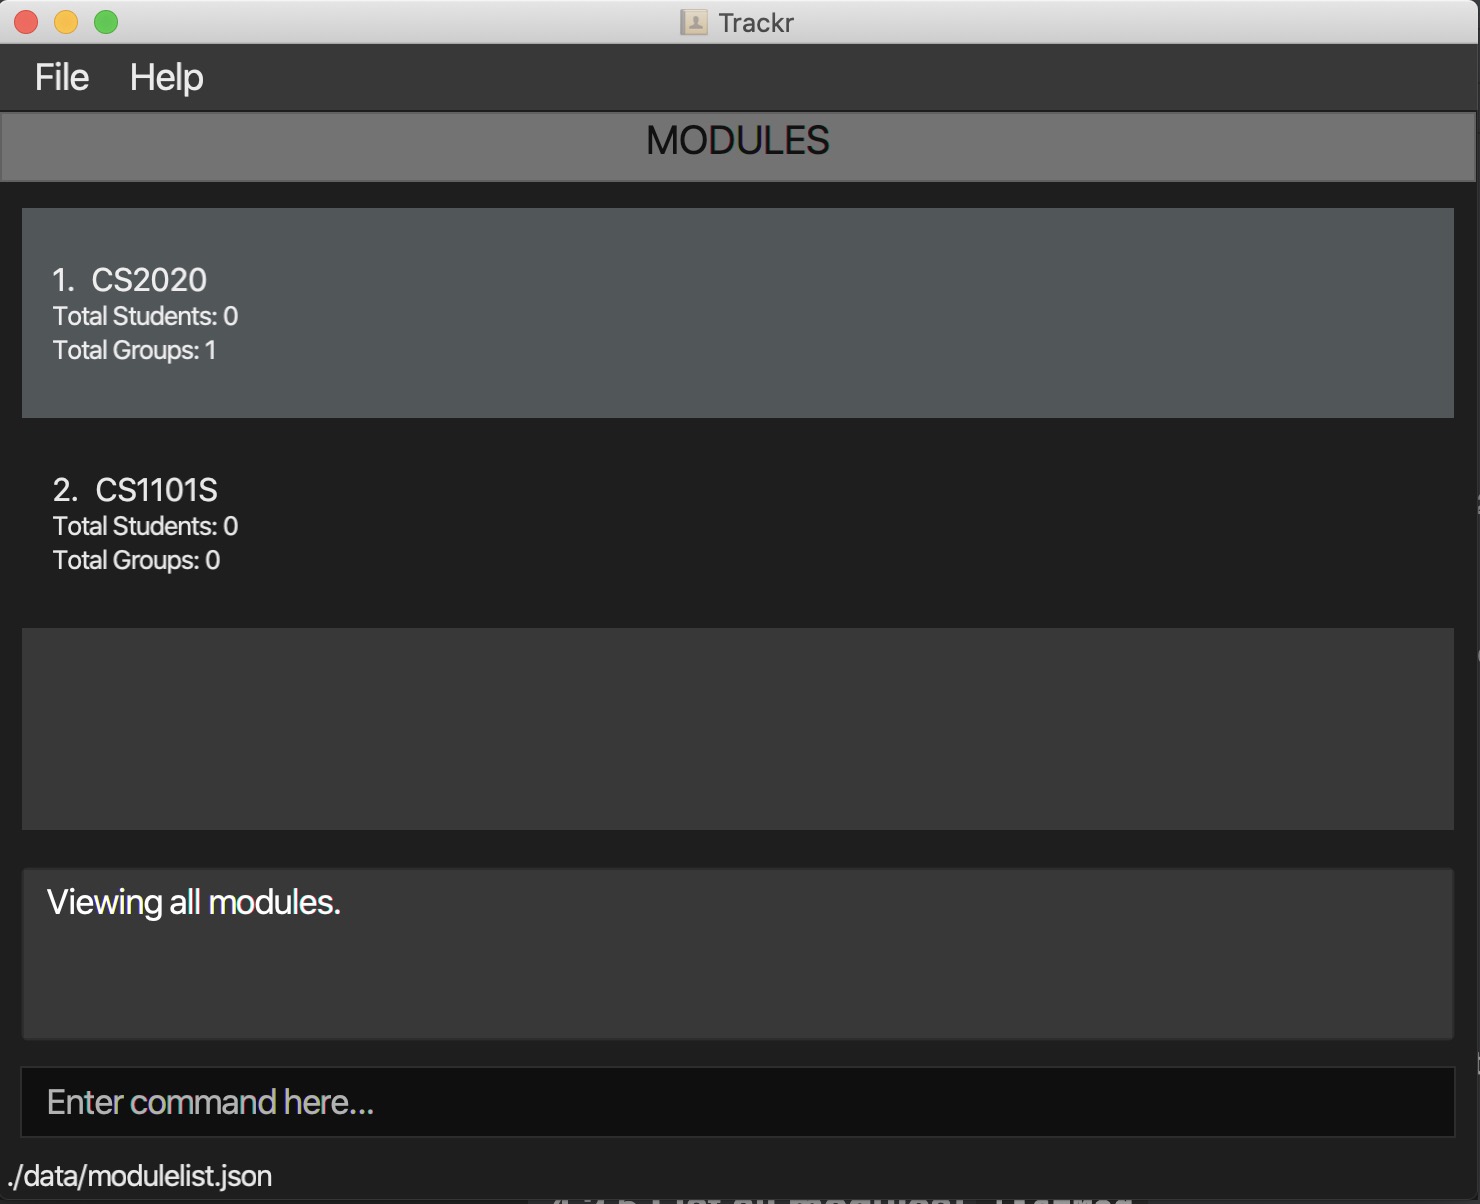 Trackr
File Help
MODULES
1. CS2020
Total Students: 0
Total Groups: 1
2. CS1101S
Total Students: 0
Total Groups: 0
Viewing all modules.
Enter command here...
./data/modulelist.json